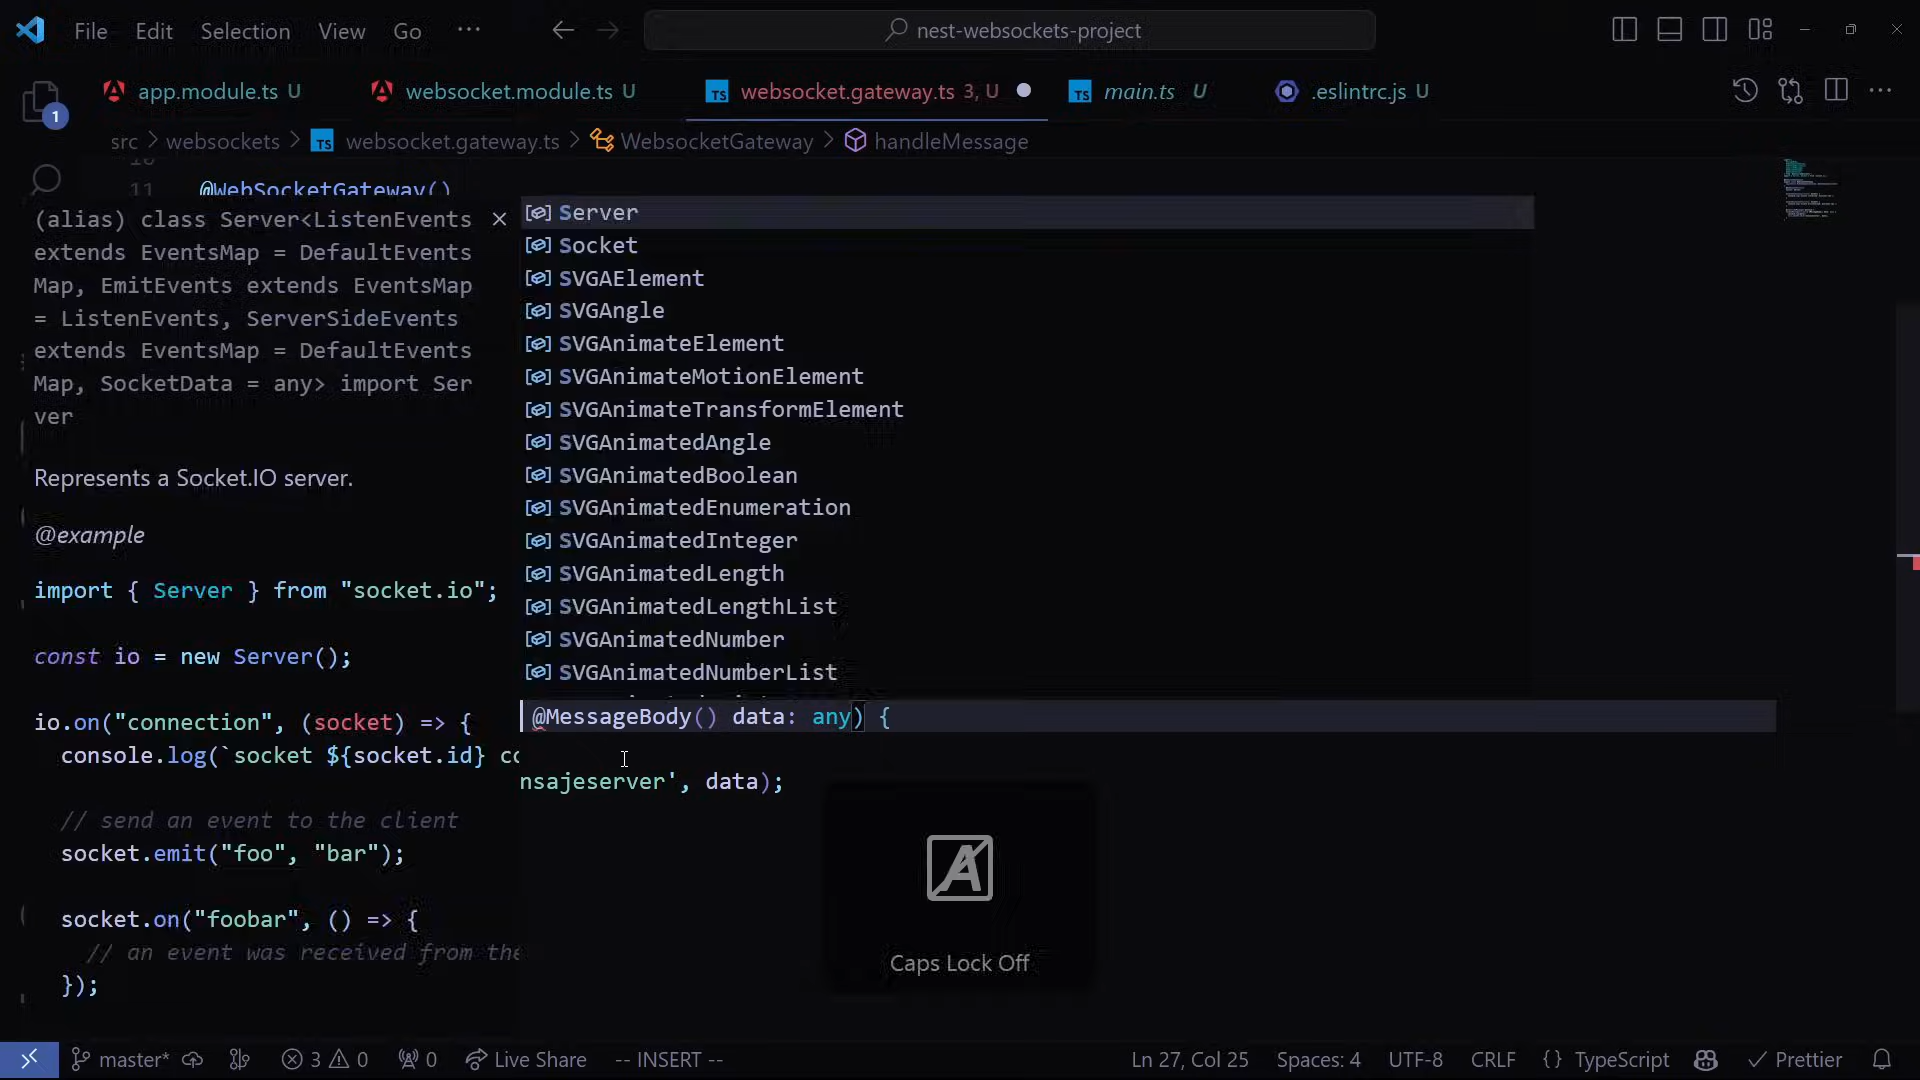 File Edit Selection View Go ... nest-websockets-project
app.module.ts U websocket.module.ts U TS websocket.gateway.ts 3, U TS main.ts U .eslintrc.js U
1
src > websockets > TS websocket.gateway.ts > WebsocketGateway > handleMessage
11 @WebSocketGateway()
(alias) class Server<ListenEvents
extends EventsMap = DefaultEvents
Map, EmitEvents extends EventsMap
= ListenEvents, ServerSideEvents
extends EventsMap = DefaultEvents
Map, SocketData = any> import Ser
ver
Represents a Socket.IO server.
@example
import { Server } from "socket.io";
const io = new Server();
io.on("connection", (socket) => {
console.log(`socket ${socket.id} co
// send an event to the client
socket.emit("foo", "bar");
socket.on("foobar", () => {
// an event was received from the
});
Server
Socket
SVGAElement
SVGAngle
SVGAnimateElement
SVGAnimateMotionElement
SVGAnimateTransformElement
SVGAnimatedAngle
SVGAnimatedBoolean
SVGAnimatedEnumeration
SVGAnimatedInteger
SVGAnimatedLength
SVGAnimatedLengthList
SVGAnimatedNumber
SVGAnimatedNumberList
@MessageBody() data: any) {
nsajeserver', data);
A
Caps Lock Off
master* 3 0 0 Live Share -- INSERT -- Ln 27, Col 25 Spaces: 4 UTF-8 CRLF {} TypeScript Prettier